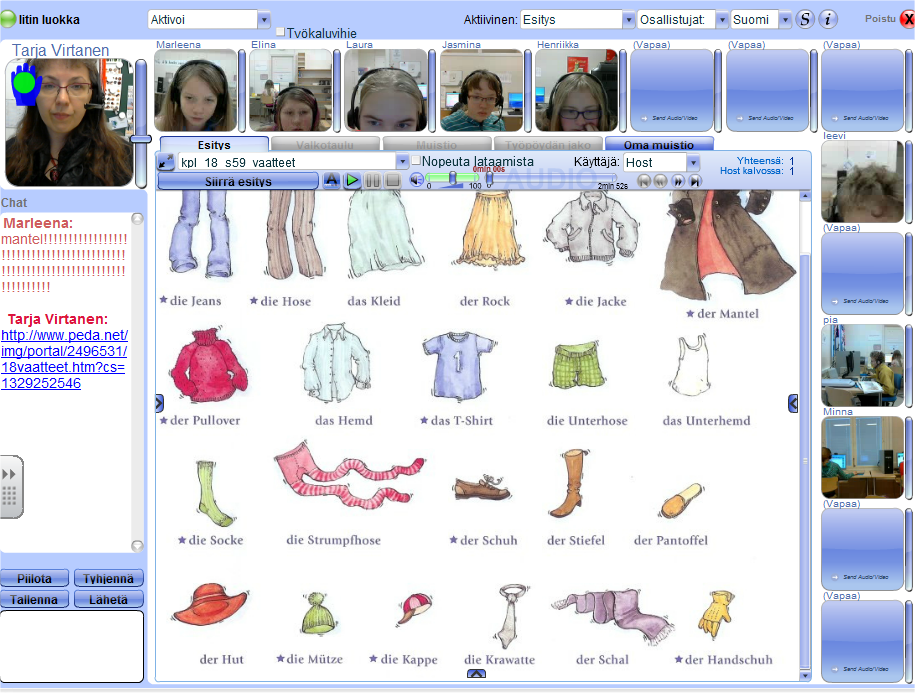 Iitin luokka
Aktivoi
Työkaluvihje
Aktiivinen:
Esitys
Osallistujat:
Suomi
S
i
Poistu
X
Tarja Virtanen
Marleena
Elina
Laura
Jasmina
Henriikka
(Vapaa)
(Vapaa)
(Vapaa)
Send Audio/Video
Send Audio/Video
Send Audio/Video
Esitys
Valkotaulu
Muistio
Työpöydän jako
Oma muistio
kpl 18 s59 vaatteet
Nopeuta lataamista
Käyttäjä:
Host
Yhteensä: 1
Host kalvossa: 1
Siirrä esitys
0min 00s
0
100
AUDIO
2min 52s
Chat
Marleena:
mantel!!!!!!!!!!!!!!!!!!
!!!!!!!!!!!!!!!!!!!!!!!!!!
!!!!!!!!!!!!!!!!!!!!!!!!!!
!!!!!!!!!!
Tarja Virtanen:
http://www.peda.net/
img/portal/2496531/
18vaatteet.htm?cs=
1329252546
Piilota
Tyhjennä
Tallenna
Lähetä
die Jeans
die Hose
das Kleid
der Rock
die Jacke
der Mantel
der Pullover
das Hemd
das T-Shirt
die Unterhose
das Unterhemd
die Socke
die Strumpfhose
der Schuh
der Stiefel
der Pantoffel
der Hut
die Mütze
die Kappe
die Krawatte
der Schal
der Handschuh
leevi
(Vapaa)
Send Audio/Video
pia
Minna
(Vapaa)
Send Audio/Video
(Vapaa)
Send Audio/Video